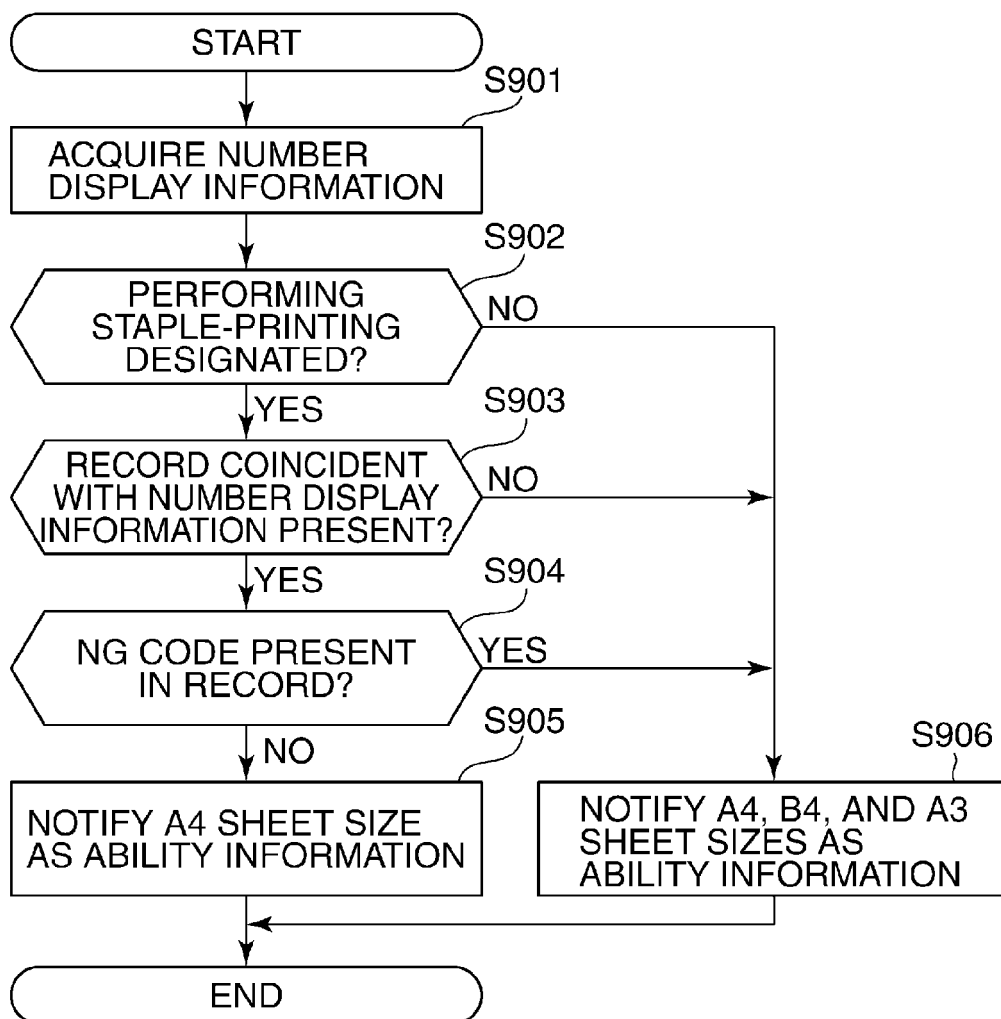 START
S901
ACQUIRE NUMBER
DISPLAY INFORMATION
S902
PERFORMING
STAPLE-PRINTING
DESIGNATED?
NO
YES
S903
RECORD COINCIDENT
WITH NUMBER DISPLAY
INFORMATION PRESENT?
NO
YES
S904
NG CODE PRESENT
IN RECORD?
YES
NO
S905
NOTIFY A4 SHEET SIZE
AS ABILITY INFORMATION
S906
NOTIFY A4, B4, AND A3
SHEET SIZES AS
ABILITY INFORMATION
END